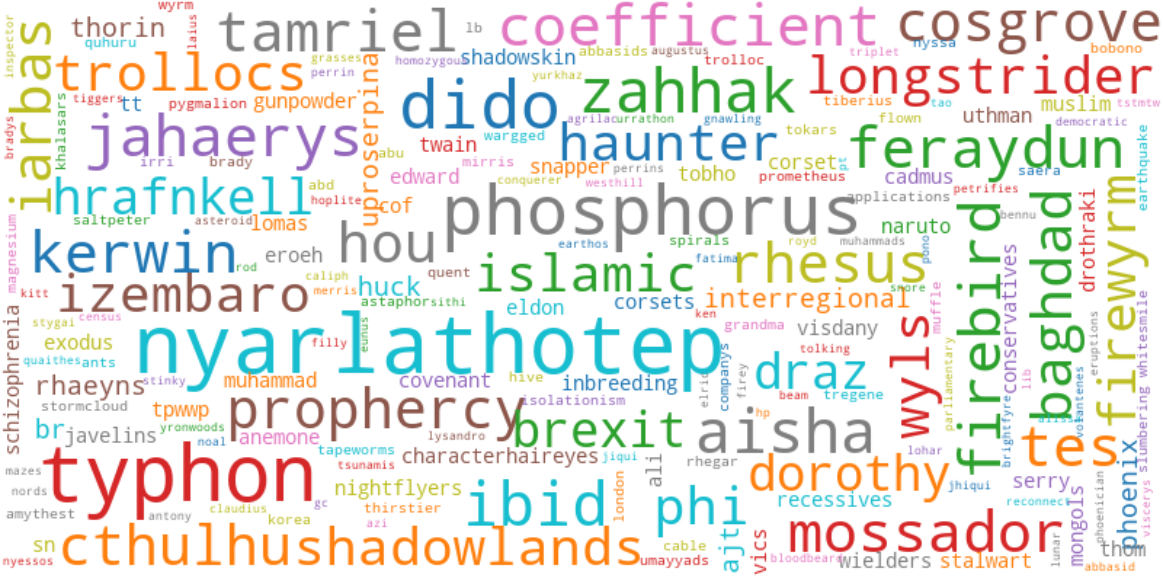 wyrm
thorin
laius
inspector
quhuru
tamriel
lb
coefficient
cosgrove
nyssa
bobono
iarbas
trollocs
grasses
perrin
homozygous
shadowskin
abbasids
augustus
trolloc
triplet
yurkhaz
zahhak
longstrider
tiggers
tt
pygmalion
gunpowder
uproserpina
dido
tiberius
tao
muslim
tstmtw
bradys
khalasars
jahaerys
abu
twain
wargged
agrilacurrathon
gnawling
haunter
tokars
flown
uthman
democratic
irri
brady
mirris
snapper
perrins
corset
pt
feraydun
earthquake
edward
conquerer
westhill
tobho
prometheus
cadmus
saera
hrafnkell
abd
hoplite
cof
phosphorus
applications
petrifies
saltpeter
asteroid
lomas
naruto
bennu
drothraki
magnesium
kerwin
rod
eroeh
hou
earthos
spirals
fatima
royd
muhammads
pono
firebird
baghdad
firewyrm
izembaro
caliph
merris
quent
islamic
rhesus
snore
conservatives
kitt
huck
astaphorsithi
eldon
corsets
interregional
muffle
schizophrenia
stygai
census
nyarlathotep
eunus
filly
ken
grandma
visdany
wyls
parliamentary
eruptions
whitesmile
exodus
quaithes
ants
tolking
draz
lib
rhaeyns
stinky
muhammad
covenant
hive
inbreeding
companys
elric
firey
beam
tregene
stormcloud
tpwwp
prophercy
isolationism
hp
brightfyre
volantenes
alissa
slumbering
br
javelins
yronwoods
noal
anemone
lysandro
brexit
aisha
tes
mazes
typhon
tapeworms
tsunamis
characterhaireyes
jiqui
ali
rhegar
lohar
dorothy
nords
nightflyers
ibid
london
phi
recessives
jhiqui
serry
reconnect
phoenix
viscerys
amythest
antony
claudius
gc
korea
thirstier
azi
mossador
mongols
phoenician
sn
cthulhushadowlands
cable
ajti
vics
lunar
thom
nyessos
umayyads
bloodbeard
wielders
stalwart
abbasid